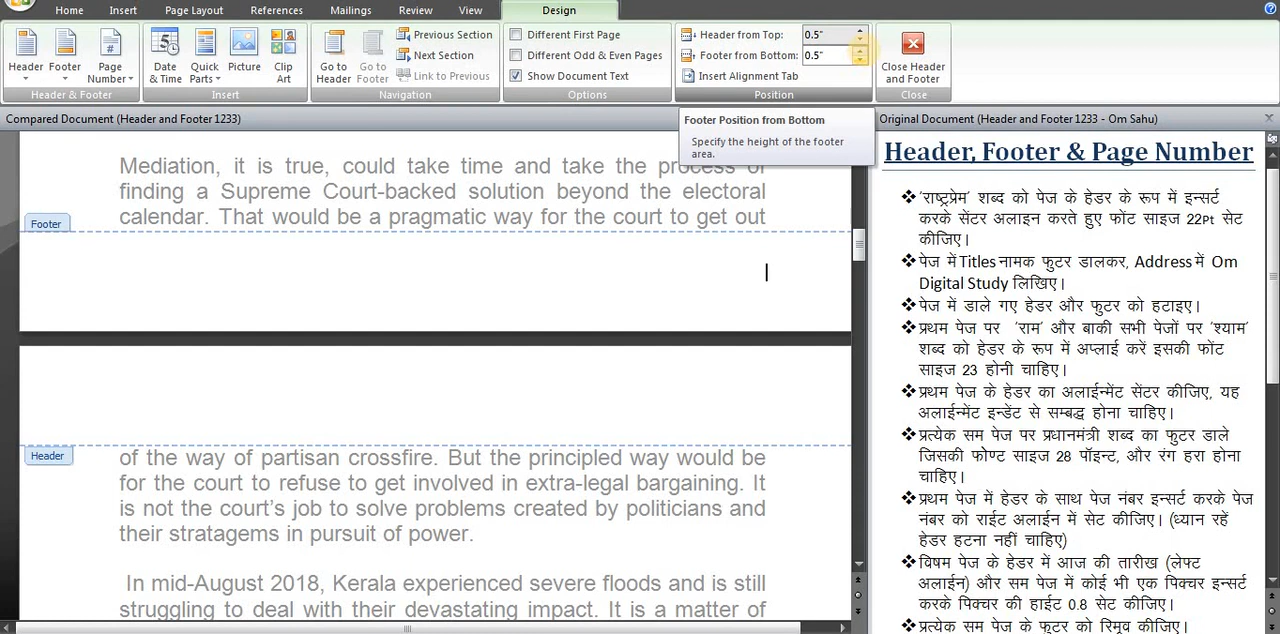 Home Insert Page Layout References Mailings Review View Design
Header
Footer
Page
Number
Header & Footer
Date
& Time
Quick
Parts
Picture
Clip
Art
Insert
Go to
Header
Go to
Footer
Previous Section
Next Section
Link to Previous
Navigation
Different First Page
Different Odd & Even Pages
Show Document Text
Options
Header from Top: 0.5"
Footer from Bottom: 0.5"
Insert Alignment Tab
Position
Close Header
and Footer
Close
Compared Document (Header and Footer 1233)
Footer Position from Bottom
Specify the height of the footer
area.
Mediation, it is true, could take time and take the process of
finding a Supreme Court-backed solution beyond the electoral
calendar. That would be a pragmatic way for the court to get out
Footer
Header
of the way of partisan crossfire. But the principled way would be
for the court to refuse to get involved in extra-legal bargaining. It
is not the court's job to solve problems created by politicians and
their stratagems in pursuit of power.
In mid-August 2018, Kerala experienced severe floods and is still
struggling to deal with their devastating impact. It is a matter of
Original Document (Header and Footer 1233 - Om Sahu)
Header, Footer & Page Number
❖'राष्ट्रप्रेम' शब्द को पेज के हेडर के रूप में इन्सर्ट
करके सेंटर अलाइन करते हुए फोंट साइज 22Pt सेट
कीजिए।
❖पेज में Titles नामक फुटर डालकर, Address में Om
Digital Study लिखिए।
❖पेज में डाले गए हेडर और फुटर को हटाइए।
❖प्रथम पेज पर 'राम' और बाकी सभी पेजों पर 'श्याम'
शब्द को हेडर के रूप में अप्लाई करें इसकी फोंट
साइज 23 होनी चाहिए।
❖प्रथम पेज के हेडर का अलाईन्मेंट सेंटर कीजिए, यह
अलाईन्मेंट इन्डेंट से सम्बद्ध होना चाहिए।
❖प्रत्येक सम पेज पर प्रधानमंत्री शब्द का फुटर डाले
जिसकी फोण्ट साइज 28 पॉइन्ट, और रंग हरा होना
चाहिए।
❖प्रथम पेज में हेडर के साथ पेज नंबर इन्सर्ट करके पेज
नंबर को राईट अलाईन में सेट कीजिए। (ध्यान रहें
हेडर हटना नहीं चाहिए)
❖विषम पेज के हेडर में आज की तारीख (लेफ्ट
अलाईन) और सम पेज में कोई भी एक पिक्चर इन्सर्ट
करके पिक्चर की हाईट 0.8 सेट कीजिए।
❖प्रत्येक सम पेज के फुटर को रिमूव कीजिए।